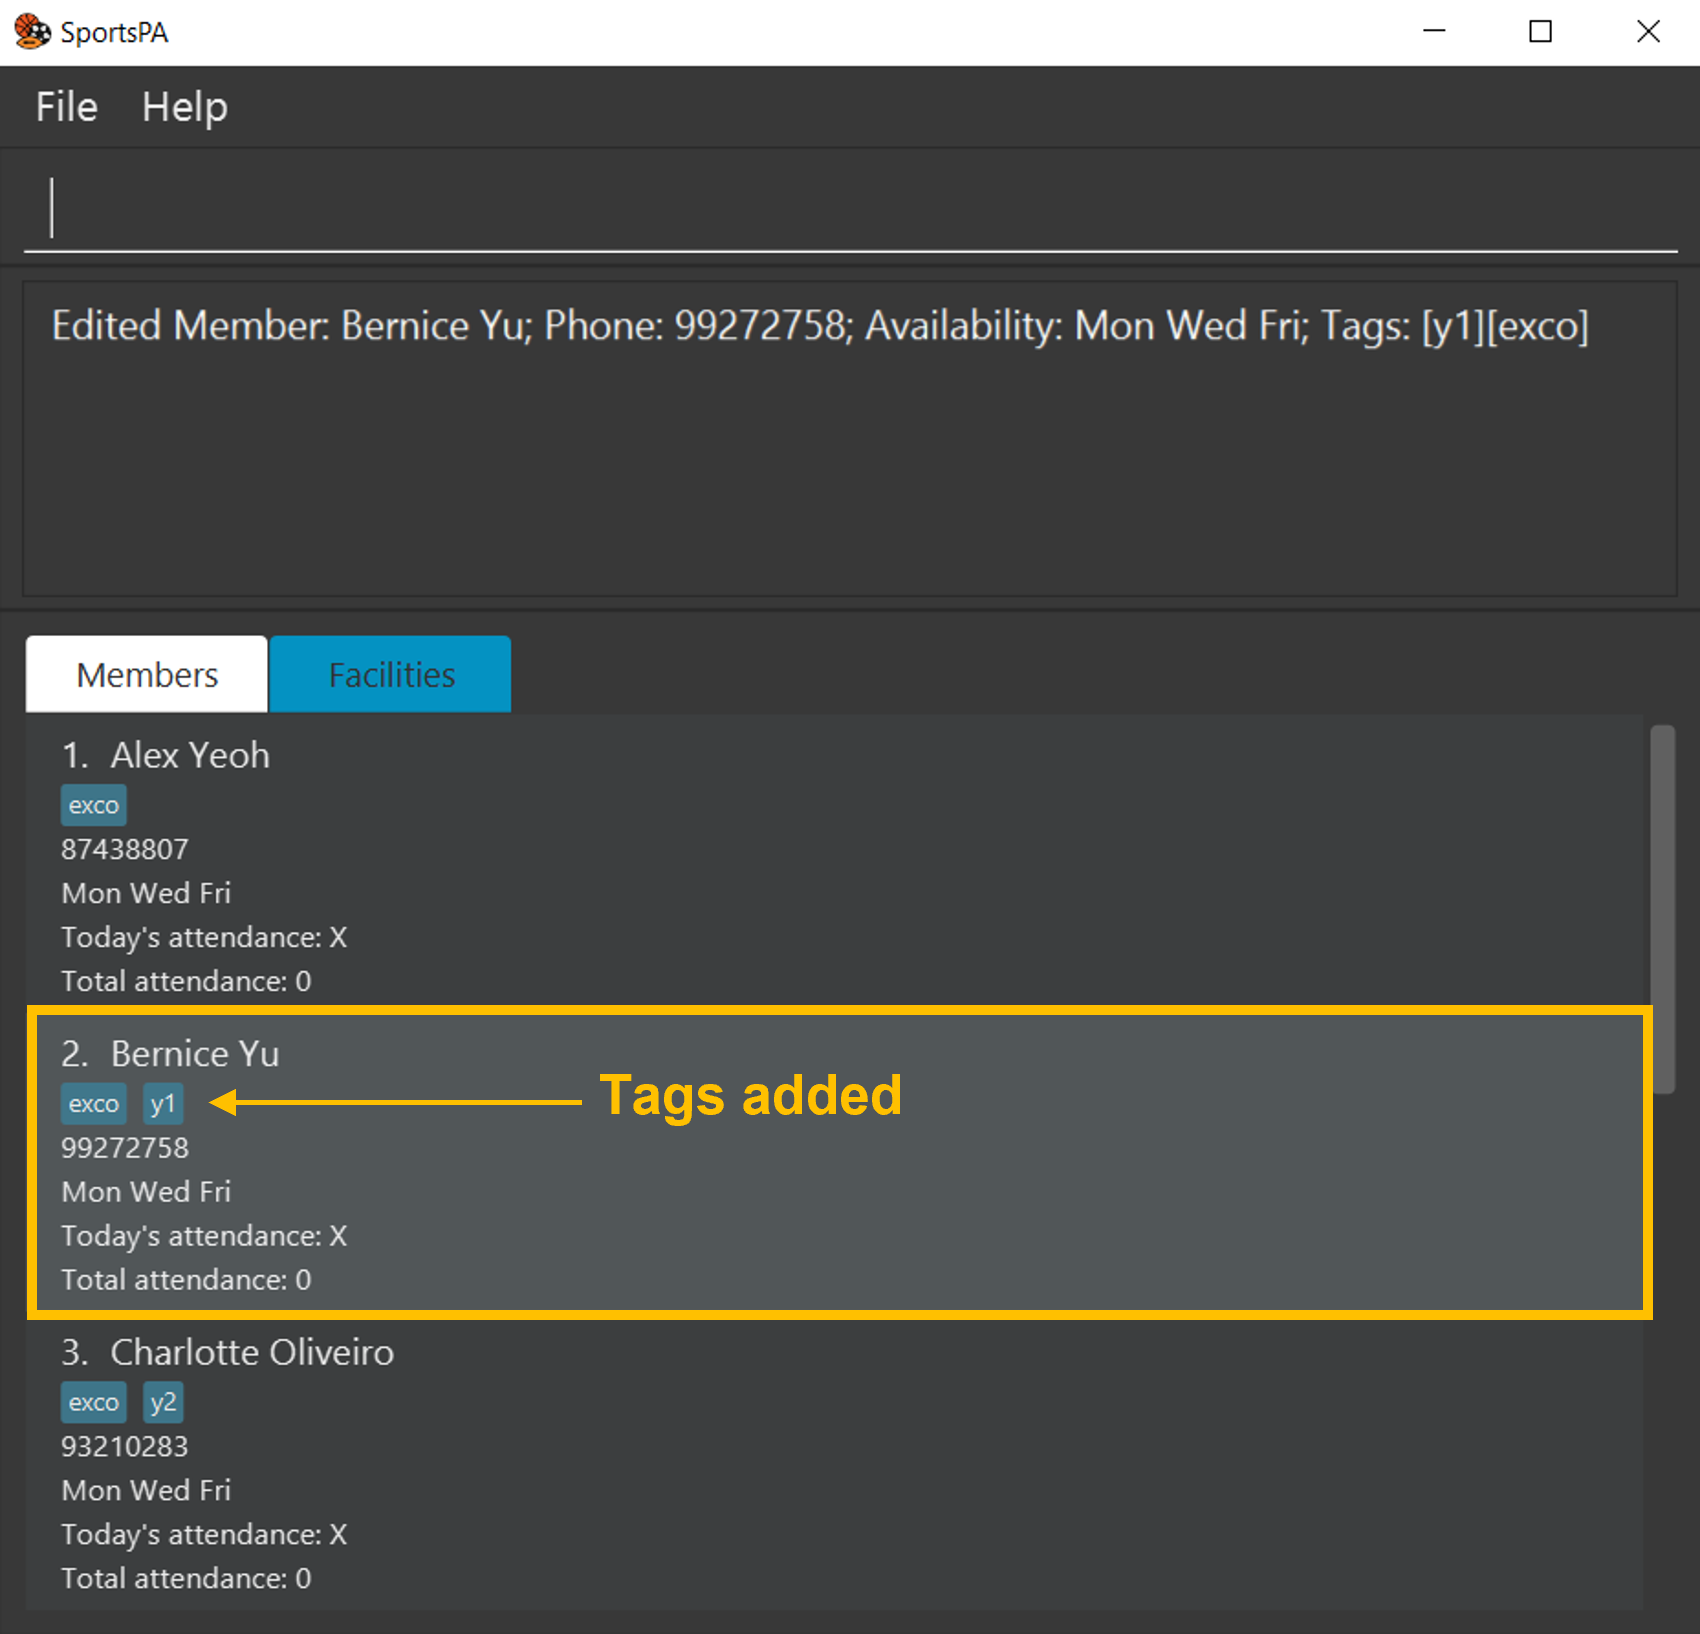 SportsPA
File Help
Edited Member: Bernice Yu; Phone: 99272758; Availability: Mon Wed Fri; Tags: [y1][exco]
Members Facilities
1. Alex Yeoh
exco
87438807
Mon Wed Fri
Today's attendance: X
Total attendance: 0
2. Bernice Yu
exco y1 Tags added
99272758
Mon Wed Fri
Today's attendance: X
Total attendance: 0
3. Charlotte Oliveiro
exco y2
93210283
Mon Wed Fri
Today's attendance: X
Total attendance: 0